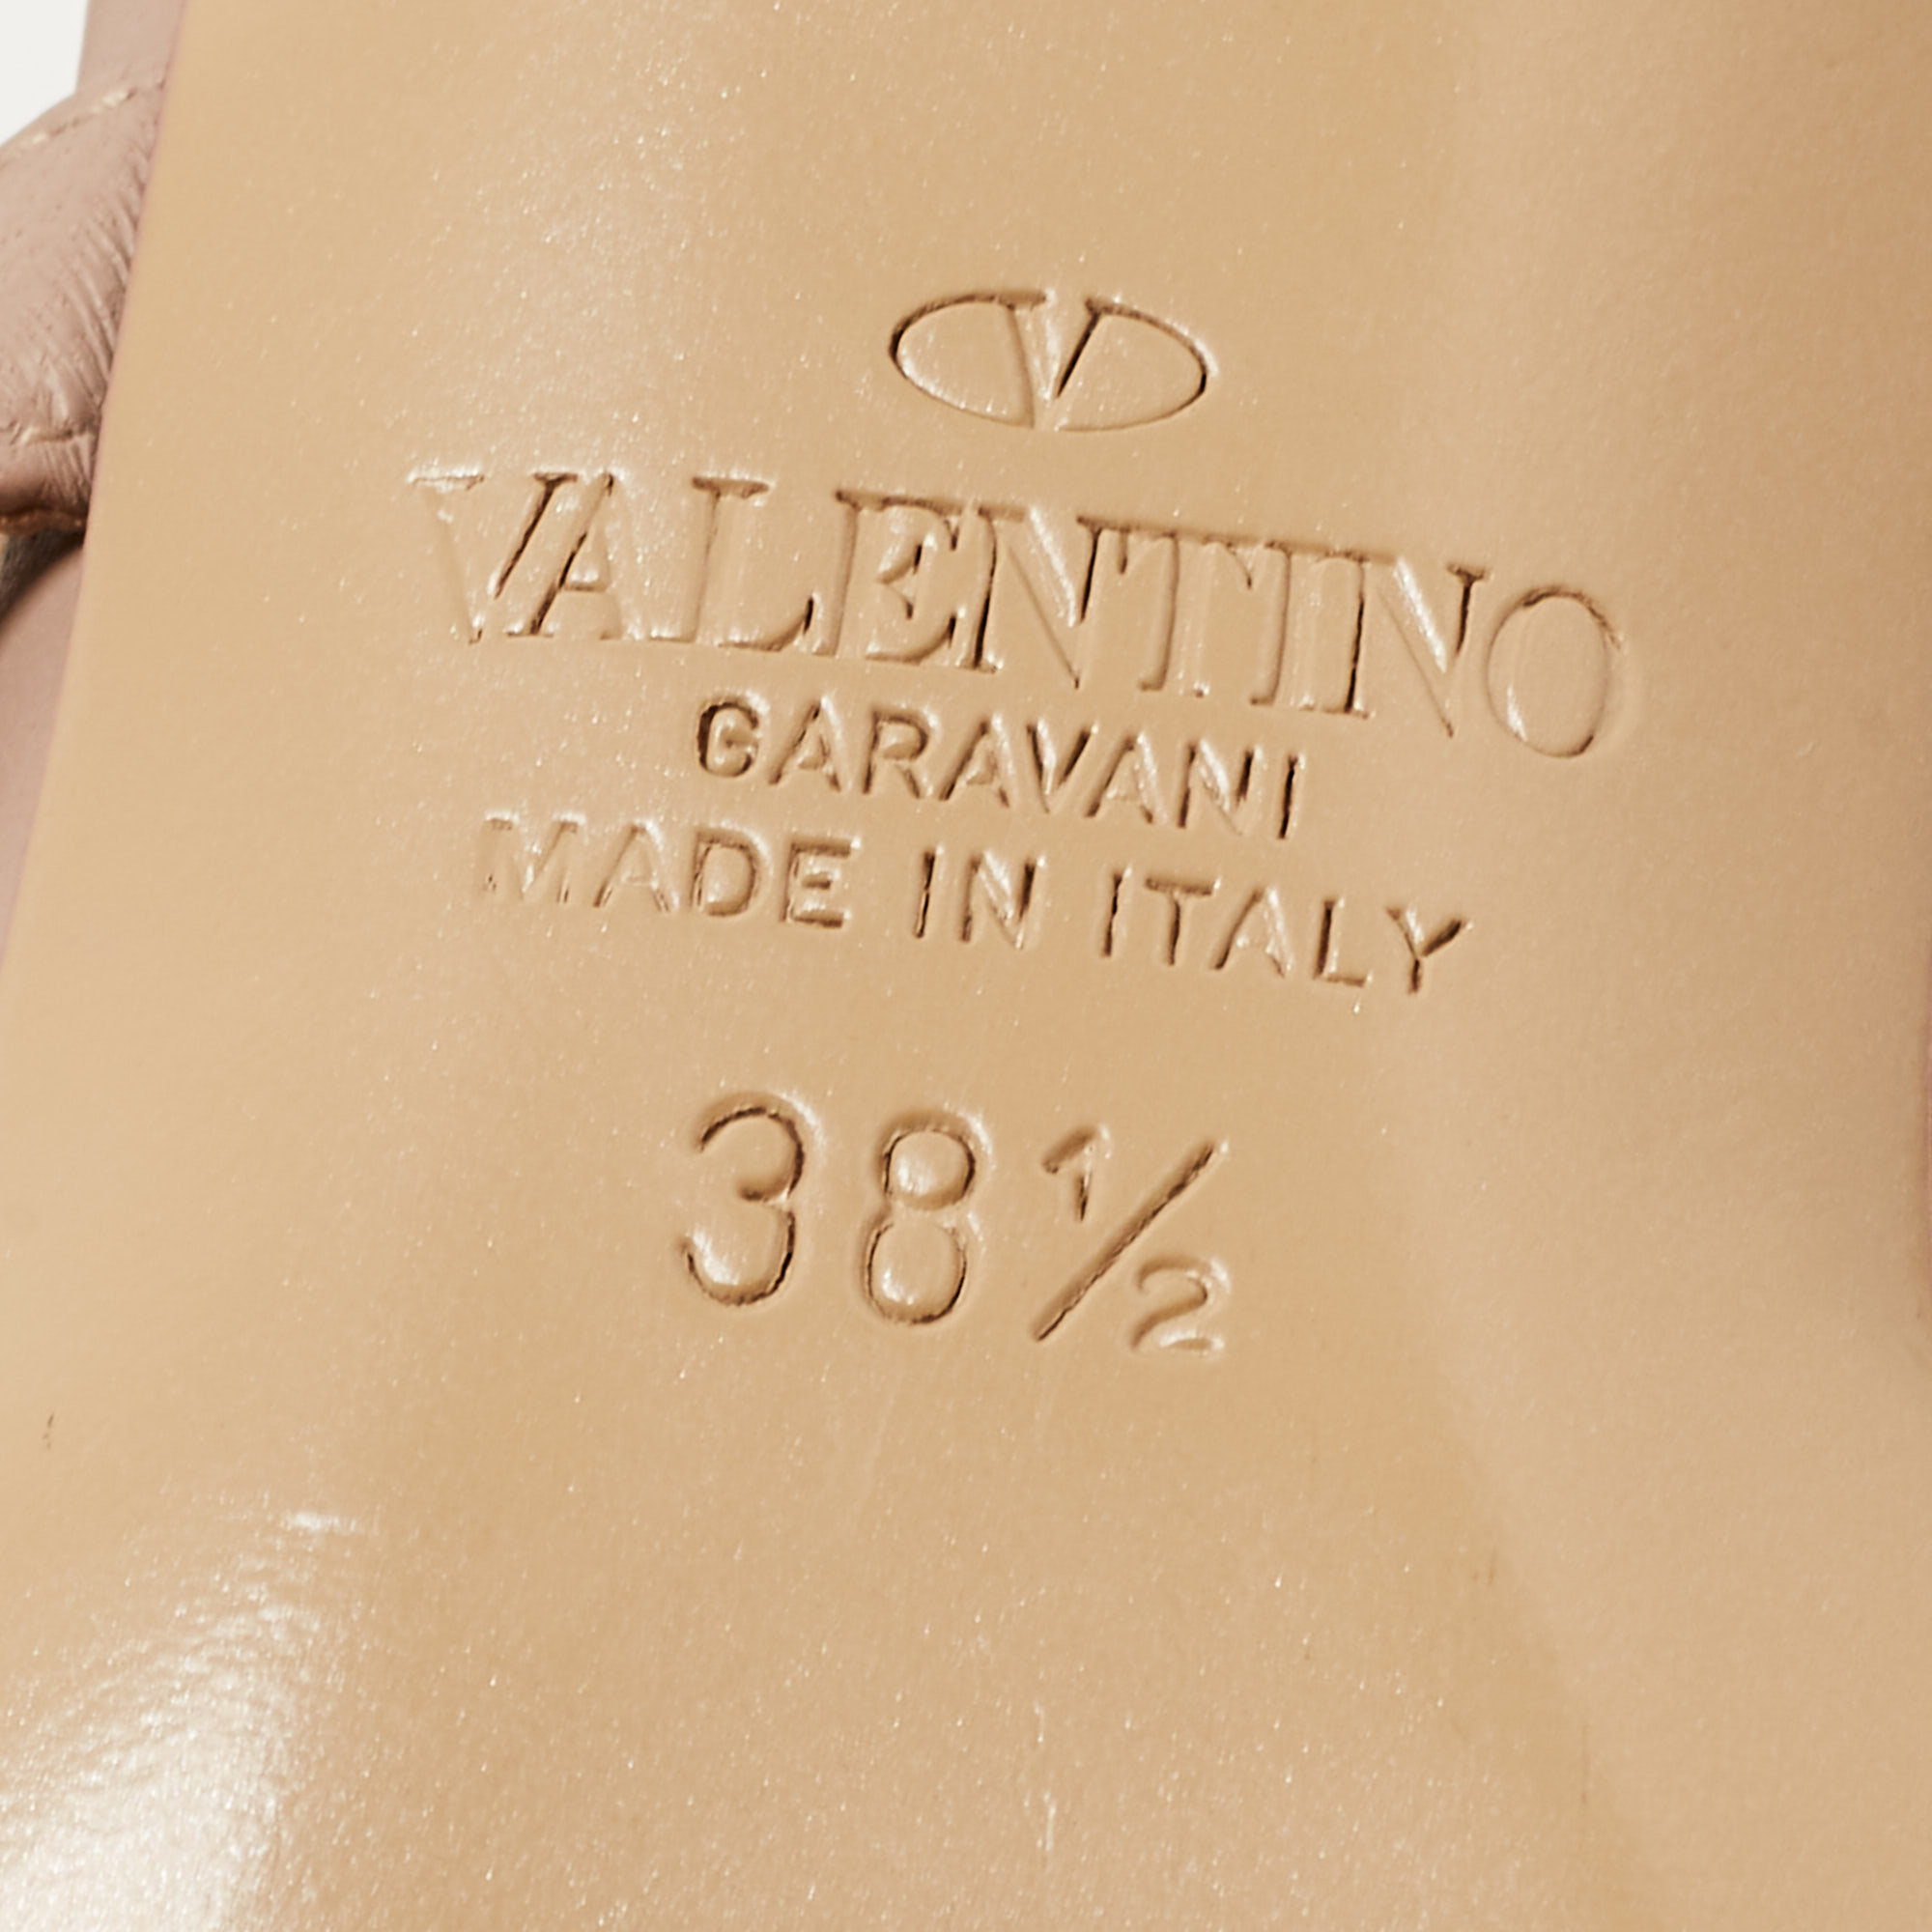 V
VALENTINO
GARAVANI
MADE IN ITALY
38½